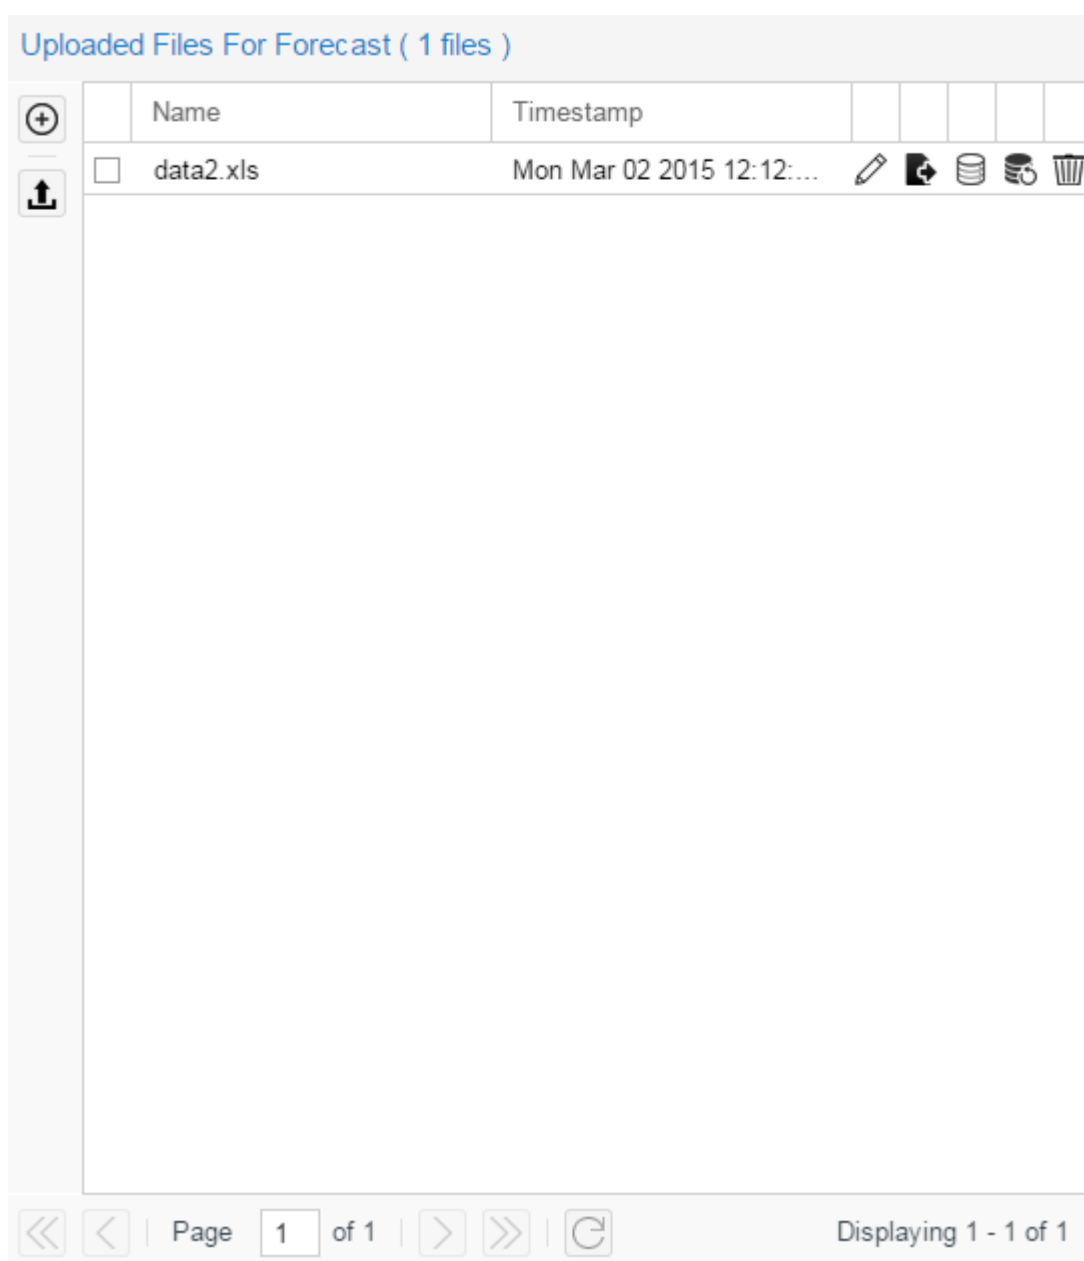 Uploaded Files For Forecast ( 1 files )
Name Timestamp
data2.xls Mon Mar 02 2015 12:12:...
Page 1 of 1 Displaying 1 - 1 of 1